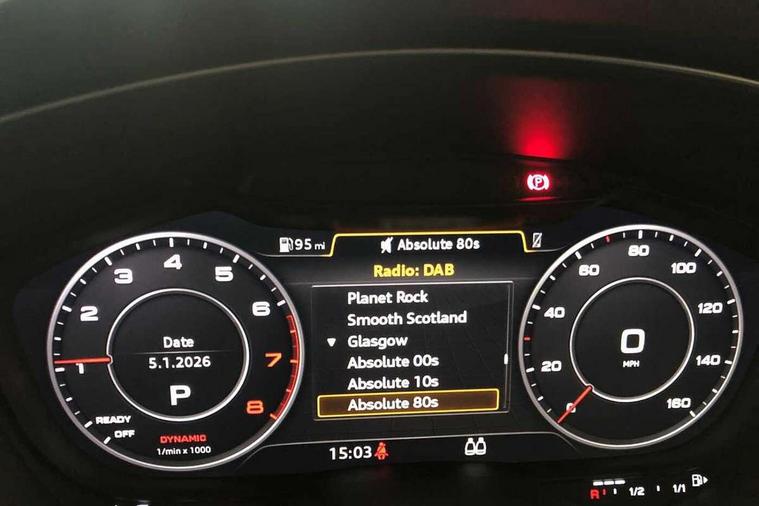 P
95 mi
Absolute 80s
Radio: DAB
Planet Rock
Smooth Scotland
Glasgow
Absolute 00s
Absolute 10s
Absolute 80s
1
2
3
4
5
6
7
8
READY
OFF
Date
5.1.2026
P
DYNAMIC
1/min x 1000
15:03
0
20
40
60
80
100
120
140
160
0
MPH
R 1/2 1/1